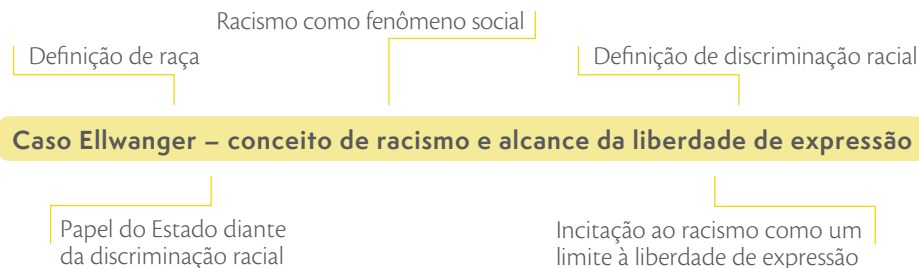 Racismo como fenômeno social
Definição de raça
Definição de discriminação racial
Caso Ellwanger – conceito de racismo e alcance da liberdade de expressão
Papel do Estado diante
da discriminação racial
Incitação ao racismo como um
limite à liberdade de expressão